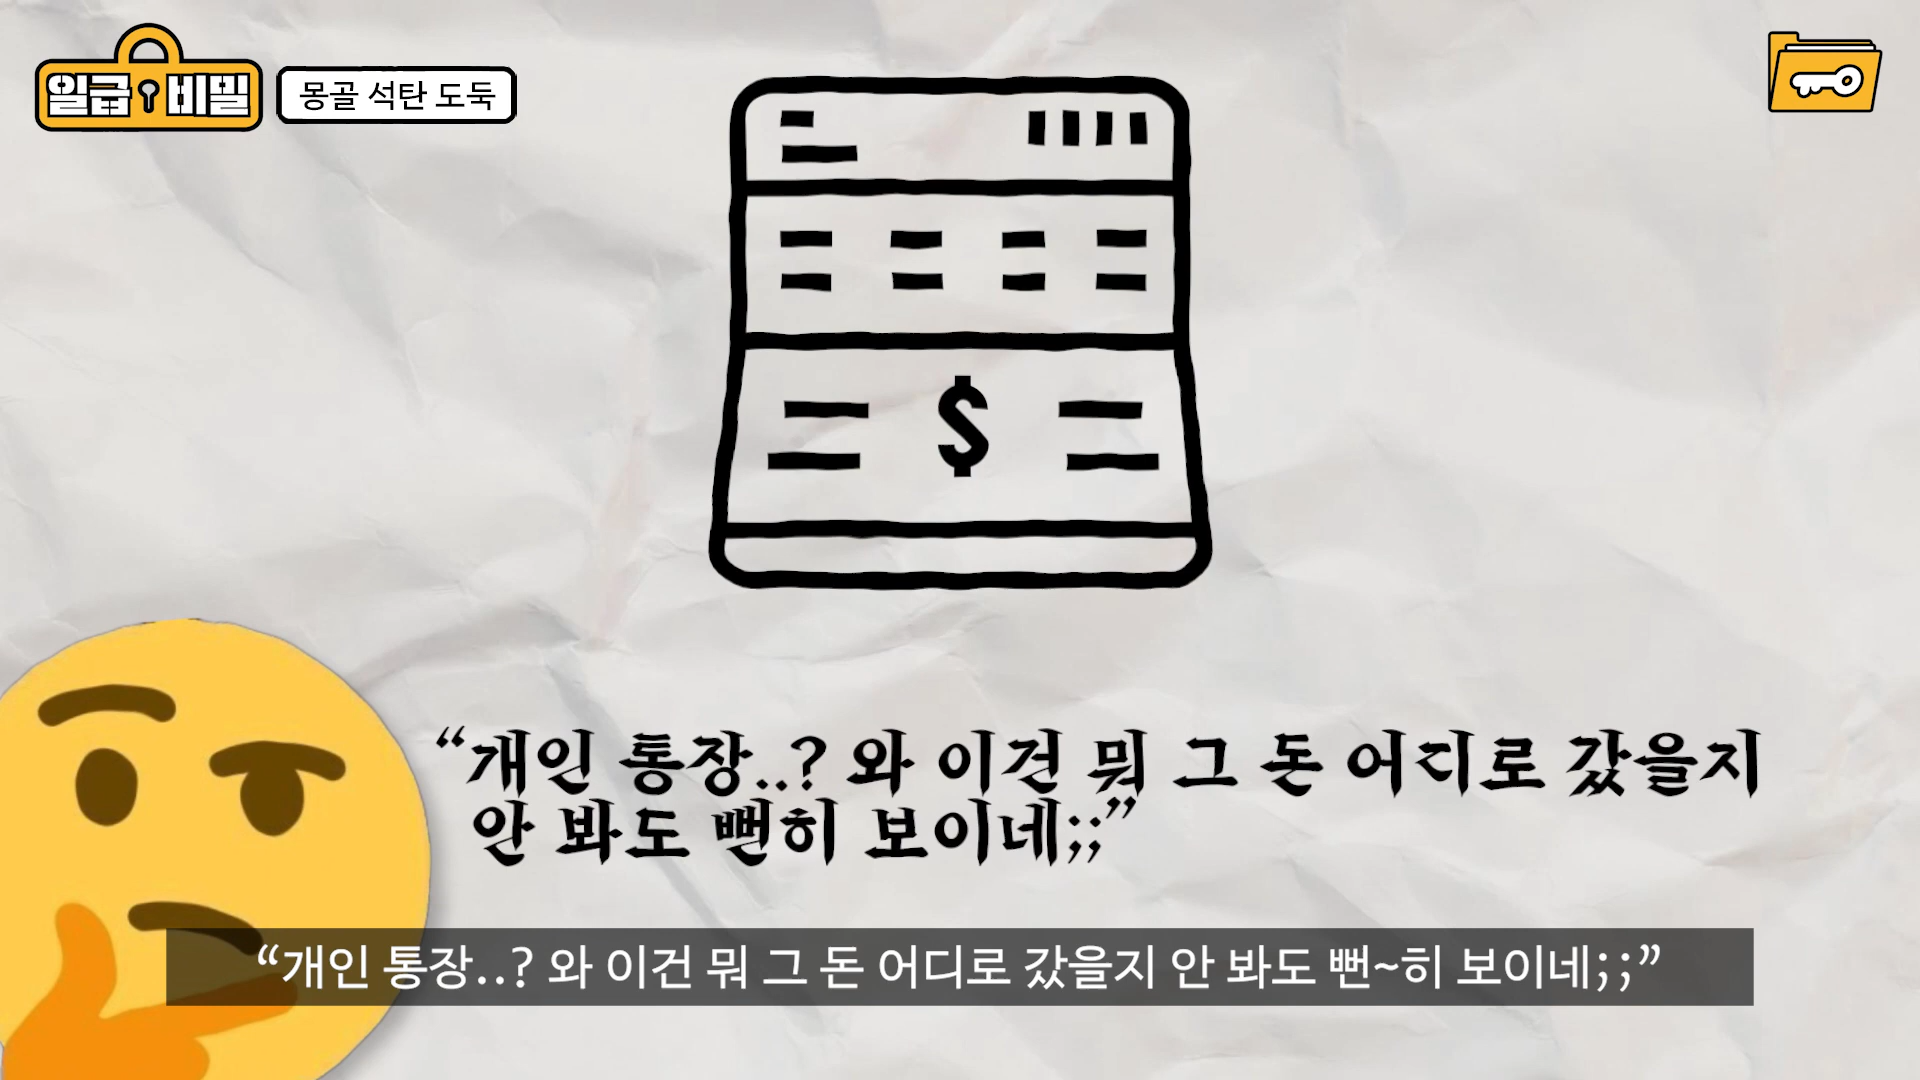 일급비밀
몽골 석탄 도둑
$
“개인 통장..? 와 이건 뭐 그 돈 어디로 갔을지
안 봐도 뻔히 보이네;;”
“개인 통장..? 와 이건 뭐 그 돈 어디로 갔을지 안 봐도 뻔~히 보이네;;”